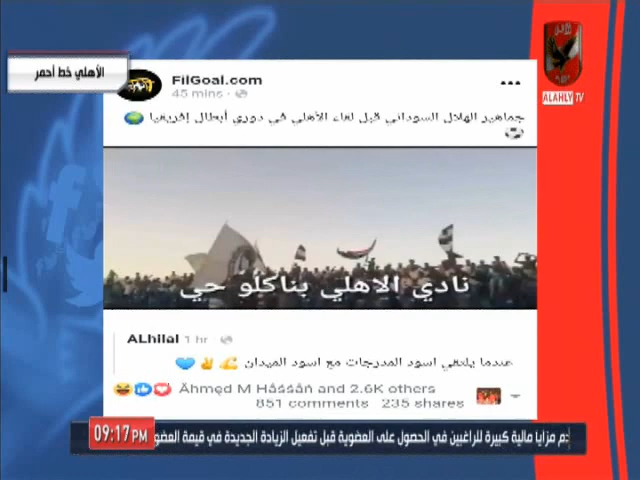 الأهلي خط أحمر
ALAHLY TV
FilGoal.com
45 mins
جماهير الهلال السوداني قبل لقاء الأهلي في دوري أبطال إفريقيا
نادي الاهلي بناكلو حي
ALhilal 1 hr
عندما يلتقي اسود المدرجات مع اسود الميدان
Ãhmęd M Hâśśâñ and 2.6K others
851 comments 235 shares
09:17 PM
دم مزايا مالية كبيرة للراغبين في الحصول على العضوية قبل تفعيل الزيادة الجديدة في قيمة العضو